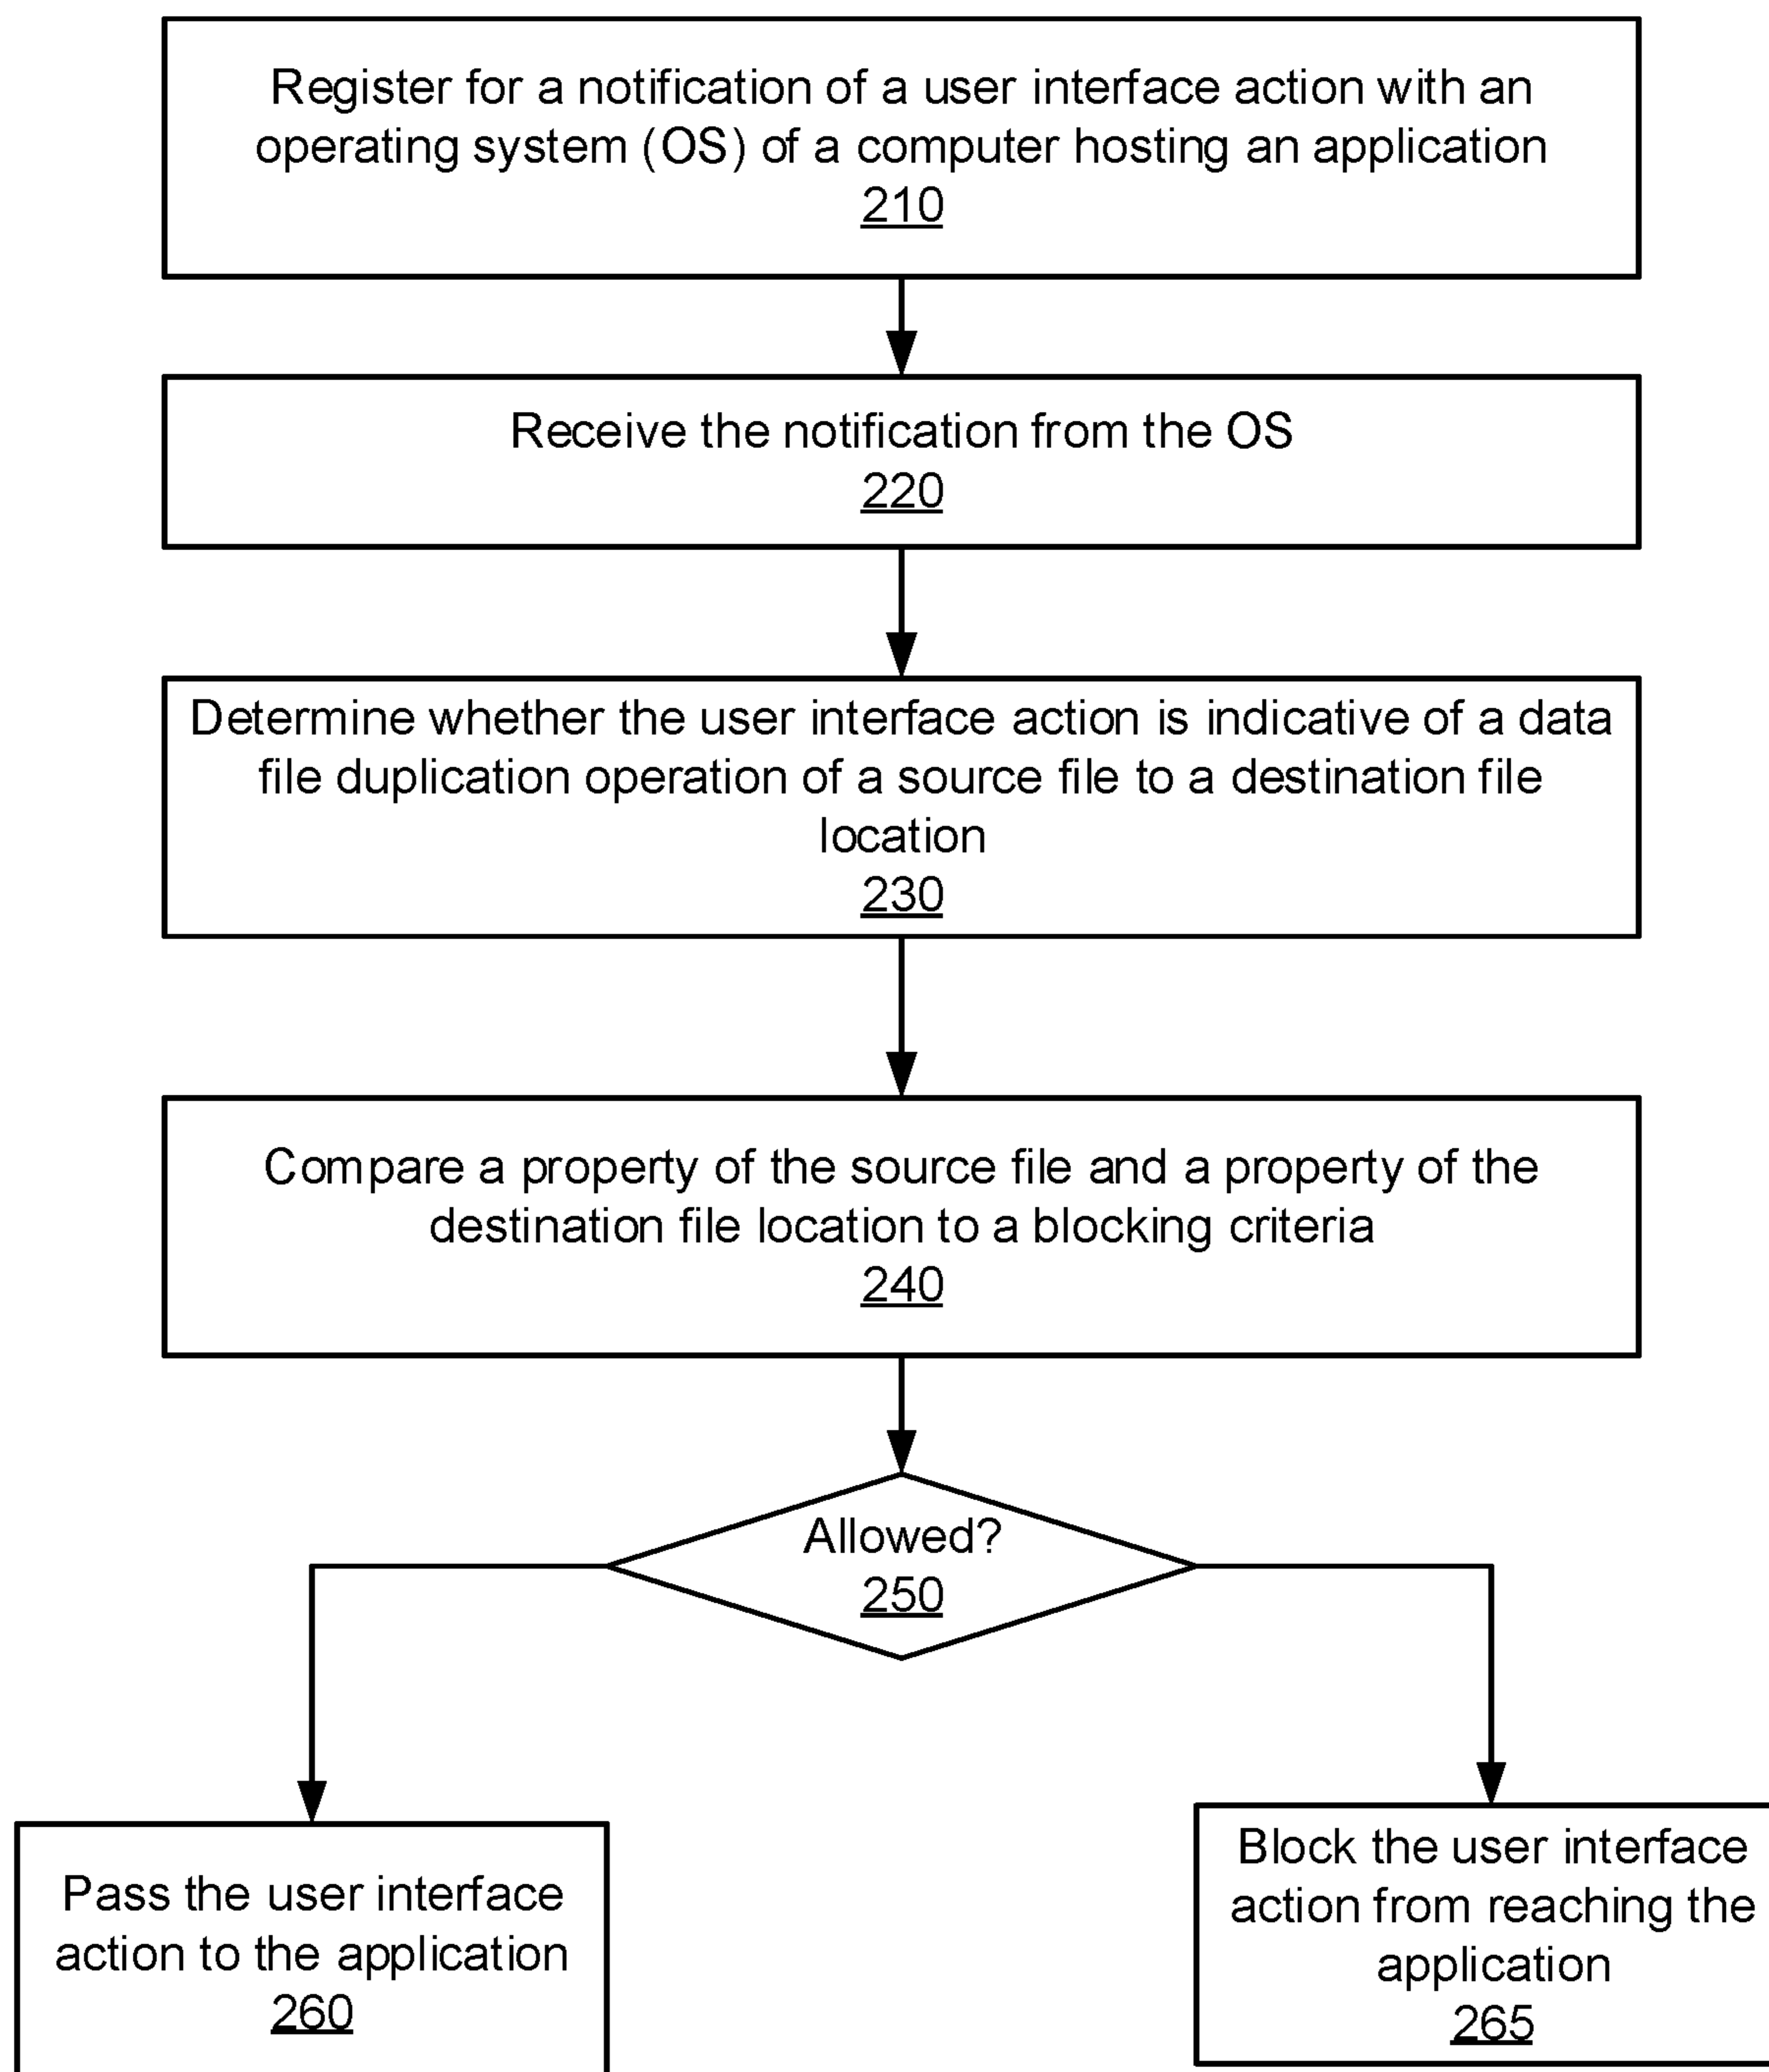 Register for a notification of a user interface action with an
operating system (OS) of a computer hosting an application
210
Receive the notification from the OS
220
Determine whether the user interface action is indicative of a data
file duplication operation of a source file to a destination file
location
230
Compare a property of the source file and a property of the
destination file location to a blocking criteria
240
Allowed?
250
Pass the user interface
action to the application
260
Block the user interface
action from reaching the
application
265